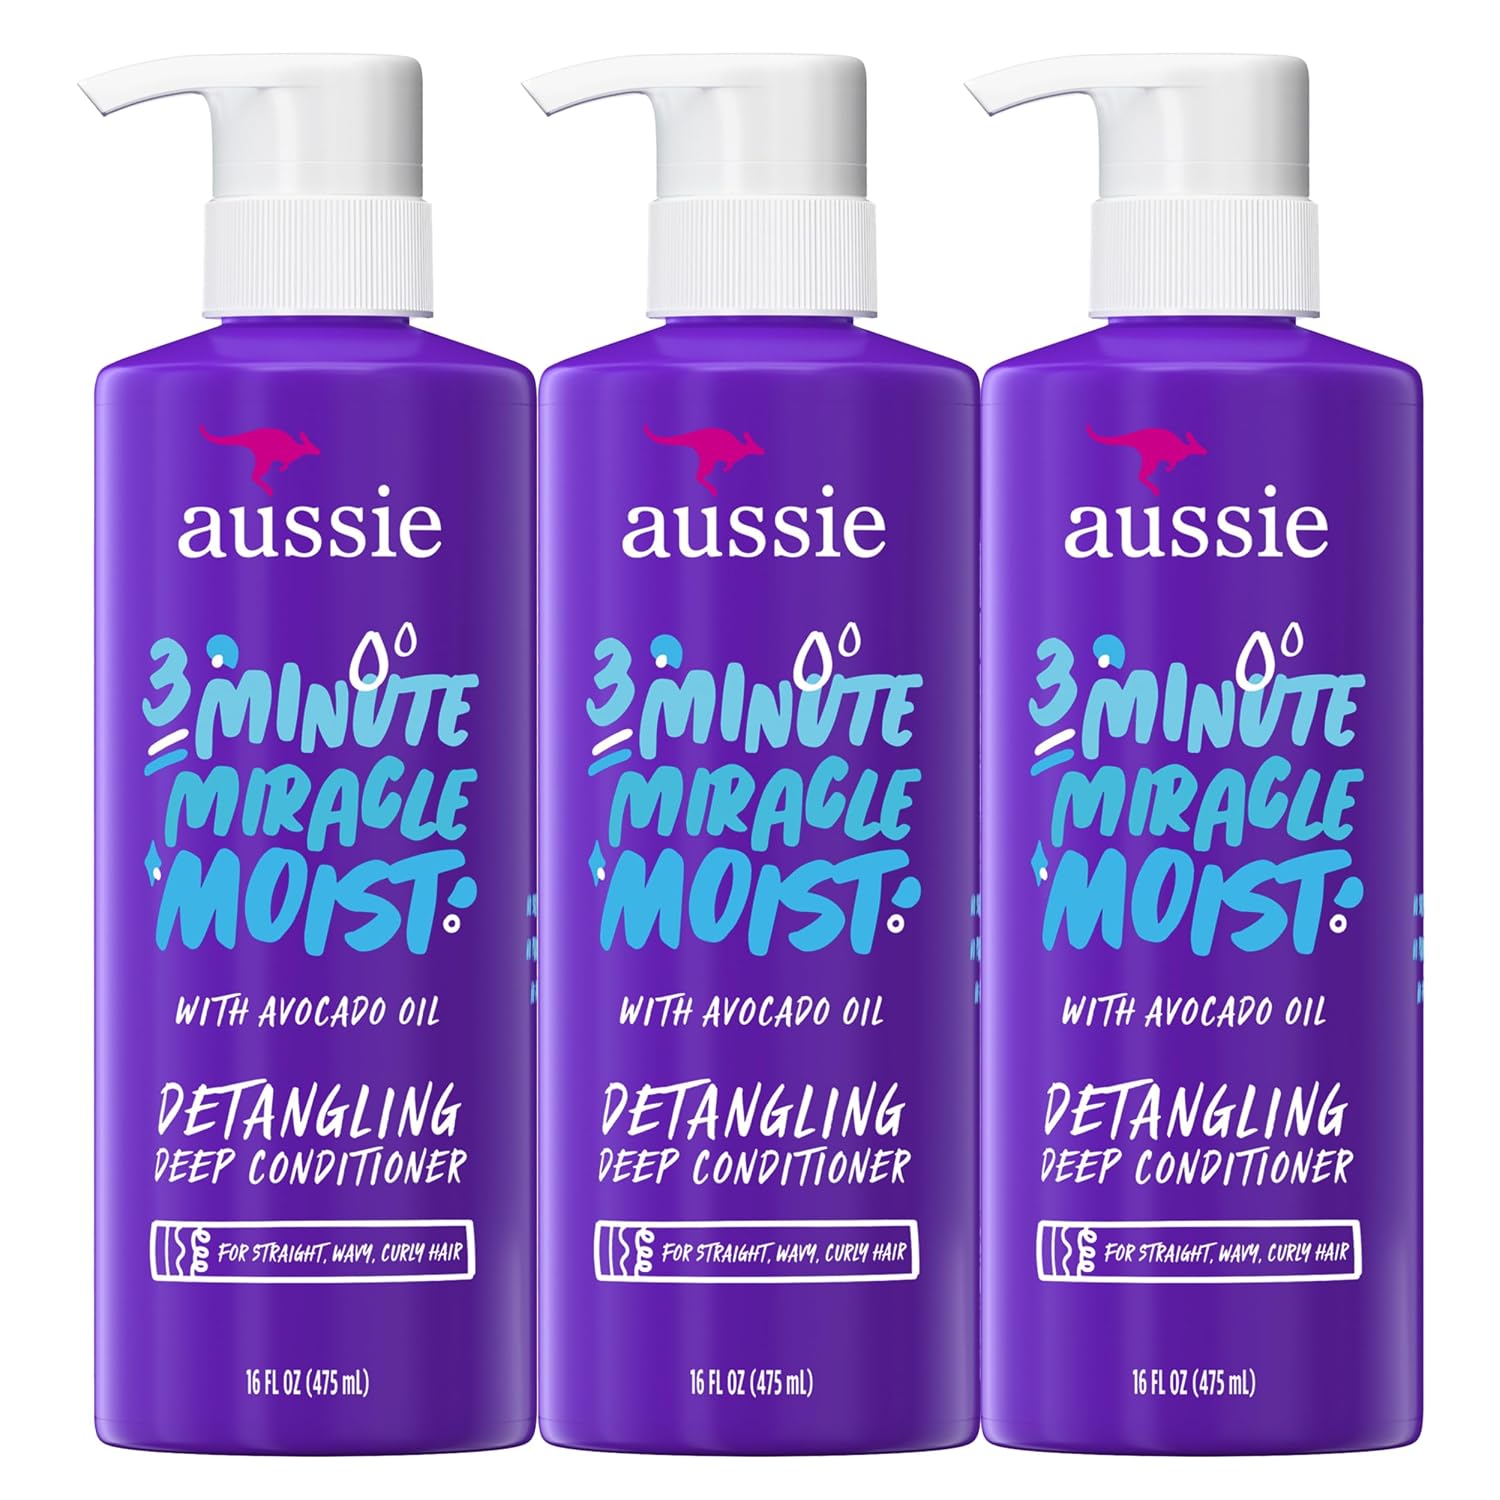 aussie
3 MINUTE
MIRACLE
MOIST
WITH AVOCADO OIL
DETANGLING
DEEP CONDITIONER
FOR STRAIGHT, WAVY, CURLY HAIR
16 FL OZ (475 mL)
aussie
3 MINUTE
MIRACLE
MOIST
WITH AVOCADO OIL
DETANGLING
DEEP CONDITIONER
FOR STRAIGHT, WAVY, CURLY HAIR
16 FL OZ (475 mL)
aussie
3 MINUTE
MIRACLE
MOIST
WITH AVOCADO OIL
DETANGLING
DEEP CONDITIONER
FOR STRAIGHT, WAVY, CURLY HAIR
16 FL OZ (475 mL)